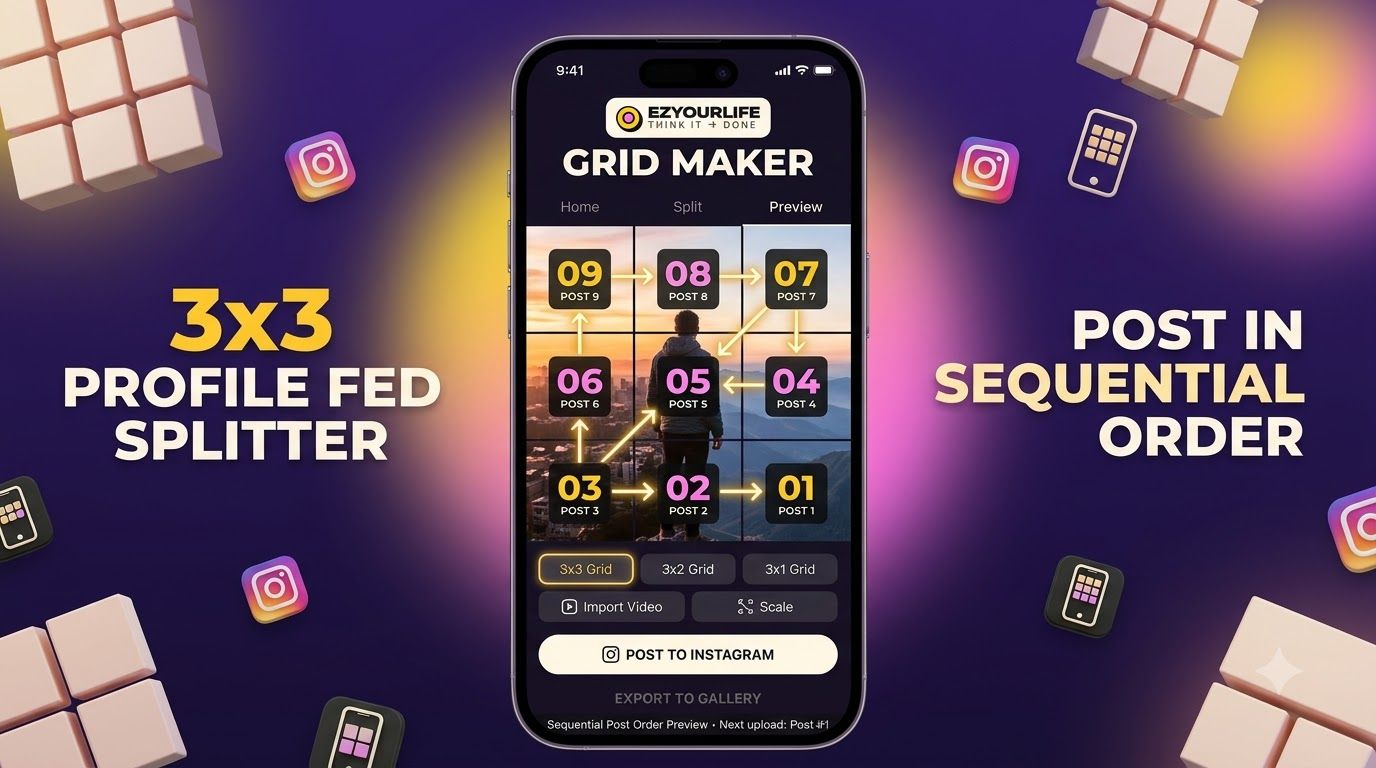 9:41
EZYOURLIFE
THINK IT → DONE
GRID MAKER
Home Split Preview
09 08 07
POST 9 POST 8 POST 7
06 05 04
POST 6 POST 5 POST 4
03 02 01
POST 3 POST 2 POST 1
3x3 Grid 3x2 Grid 3x1 Grid
Import Video Scale
POST TO INSTAGRAM
EXPORT TO GALLERY
Sequential Post Order Preview • Next upload: Post #1
3x3
PROFILE FED
SPLITTER
POST IN
SEQUENTIAL
ORDER